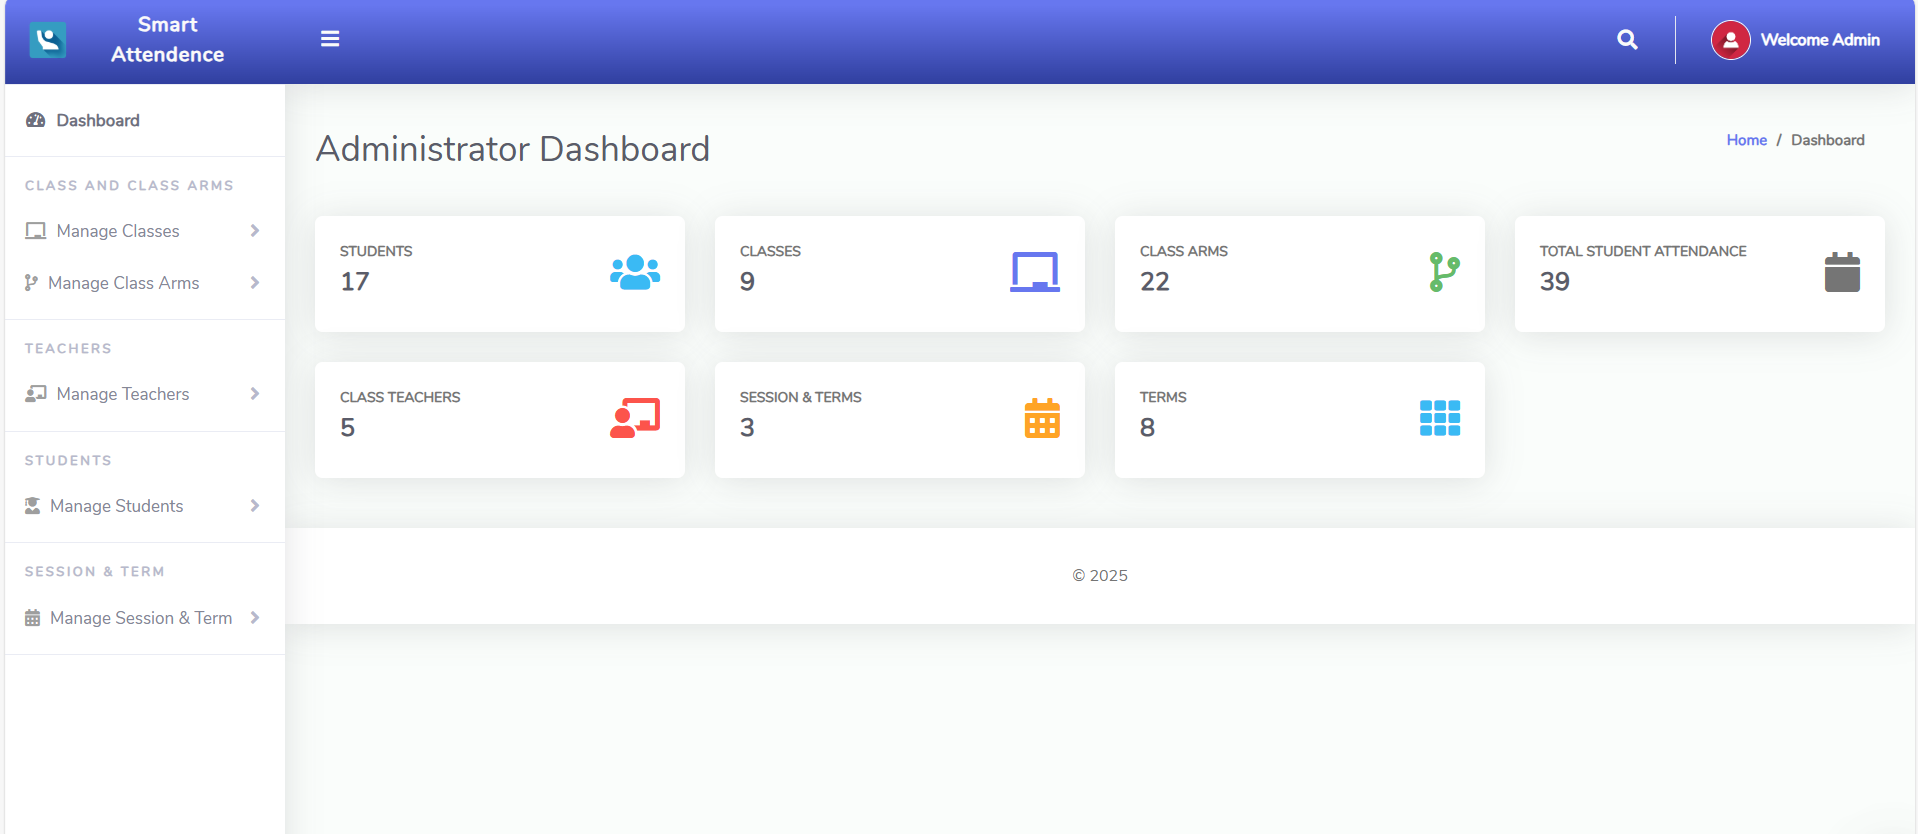 Smart
Attendence
Welcome Admin
Dashboard
CLASS AND CLASS ARMS
Manage Classes
Manage Class Arms
TEACHERS
Manage Teachers
STUDENTS
Manage Students
SESSION & TERM
Manage Session & Term
Administrator Dashboard
Home / Dashboard
STUDENTS
17
CLASSES
9
CLASS ARMS
22
TOTAL STUDENT ATTENDANCE
39
CLASS TEACHERS
5
SESSION & TERMS
3
TERMS
8
© 2025